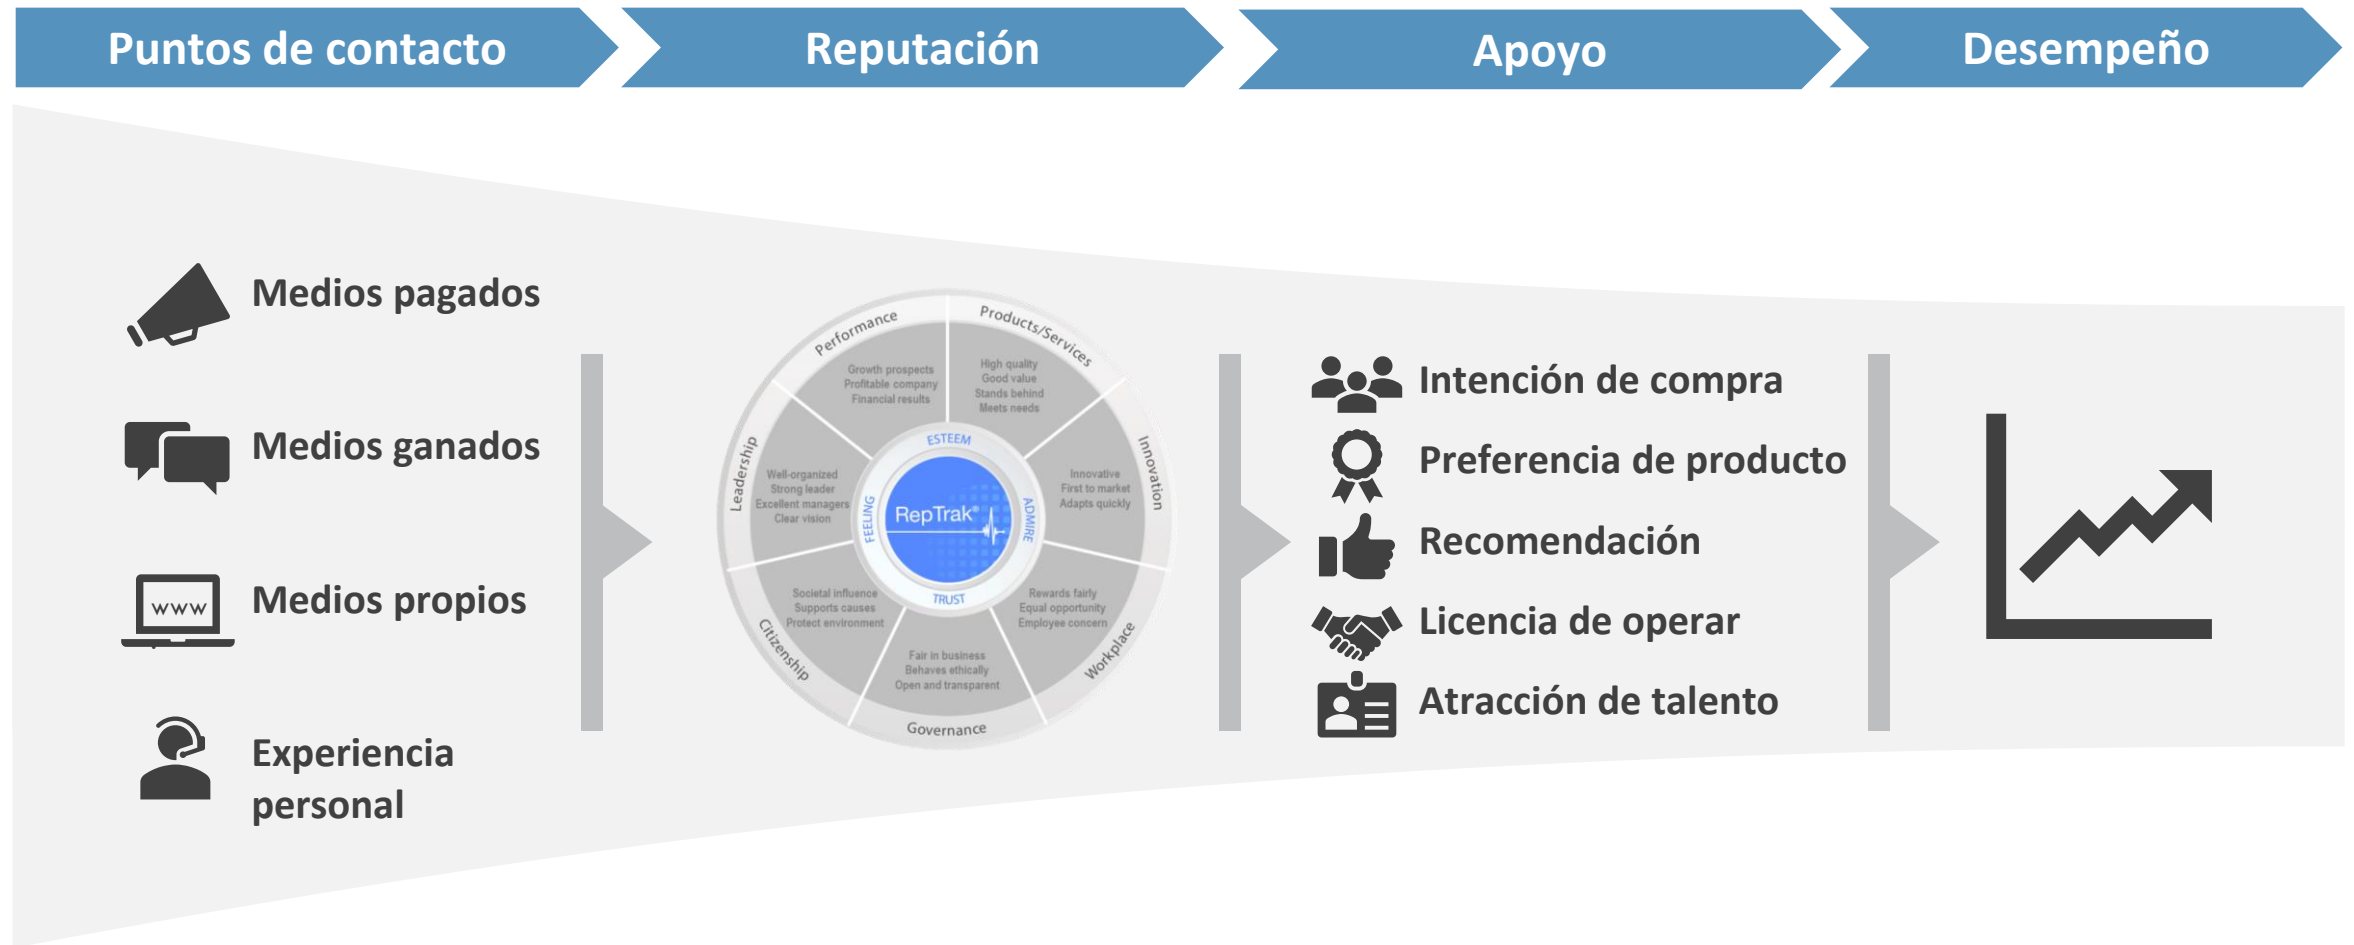 Puntos de contacto
Reputación
Apoyo
Desempeño
Medios pagados
Medios ganados
www
Medios propios
Experiencia
personal
Performance
Growth prospects
Profitable company
Financial results
Products/Services
High quality
Good value
Stands behind
Meets needs
Innovation
Innovative
First to market
Adapts quickly
Workplace
Rewards fairly
Equal opportunity
Employee concern
Governance
Fair in business
Behaves ethically
Open and transparent
Citizenship
Societal influence
Supports causes
Protect environment
Leadership
Well-organized
Strong leader
Excellent managers
Clear vision
ESTEEM
ADMIRE
TRUST
FEELING
RepTrak®
Intención de compra
Preferencia de producto
Recomendación
Licencia de operar
Atracción de talento